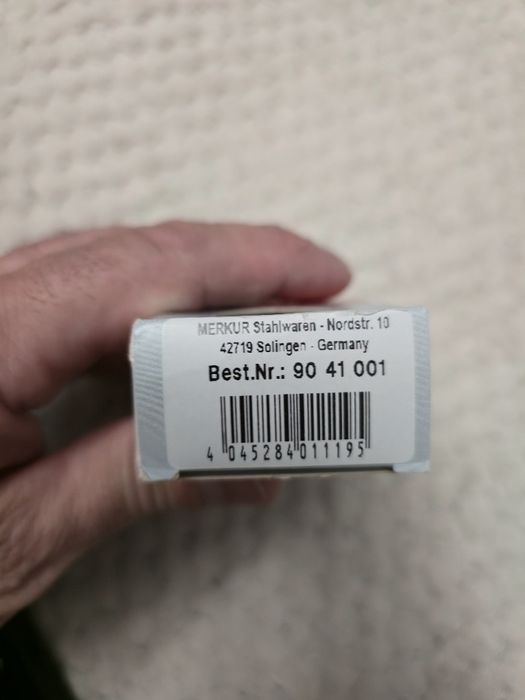 MERKUR Stahlwaren - Nordstr. 10
42719 Solingen - Germany
Best.Nr.: 90 41 001
4 045284 011195